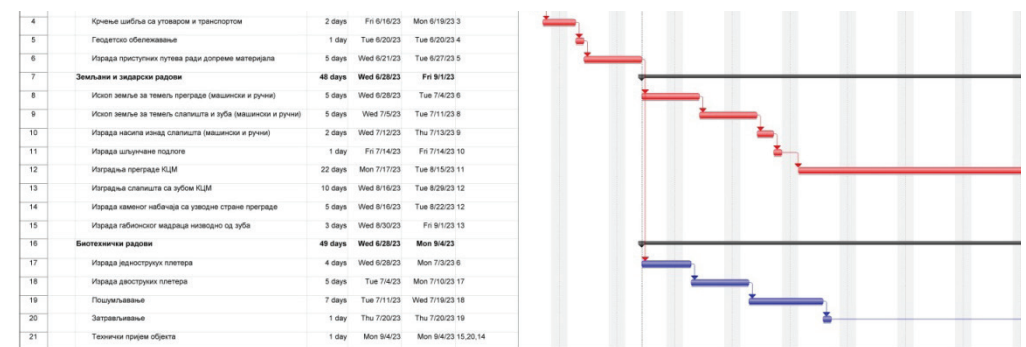 4 Крчење шибља са утоваром и транспортом 2 days Fri 6/16/23 Mon 6/19/23 3
5 Геодетско обележавање 1 day Tue 6/20/23 Tue 6/20/23 4
6 Израда приступних путева ради допреме материјала 5 days Wed 6/21/23 Tue 6/27/23 5
7 Земљани и зидарски радови 48 days Wed 6/28/23 Fri 9/1/23
8 Ископ земље за темељ преграде (машински и ручни) 5 days Wed 6/28/23 Tue 7/4/23 6
9 Ископ земље за темељ слапишта и зуба (машински и ручни) 5 days Wed 7/5/23 Tue 7/11/23 8
10 Израда насипа изнад слапишта (машински и ручни) 2 days Wed 7/12/23 Thu 7/13/23 9
11 Израда шљунчане подлоге 1 day Fri 7/14/23 Fri 7/14/23 10
12 Изградња преграде КЦМ 22 days Mon 7/17/23 Tue 8/15/23 11
13 Изградња слапишта са зубом КЦМ 10 days Wed 8/16/23 Tue 8/29/23 12
14 Израда каменог набачаја са узводне стране преграде 5 days Wed 8/16/23 Tue 8/22/23 12
15 Израда габионског мадраца низводно од зуба 3 days Wed 8/30/23 Fri 9/1/23 13
16 Биотехнички радови 49 days Wed 6/28/23 Mon 9/4/23
17 Израда једноструких плетера 4 days Wed 6/28/23 Mon 7/3/23 6
18 Израда двоструких плетера 5 days Tue 7/4/23 Mon 7/10/23 17
19 Пошумљавање 7 days Tue 7/11/23 Wed 7/19/23 18
20 Затрављивање 1 day Thu 7/20/23 Thu 7/20/23 19
21 Технички пријем објекта 1 day Mon 9/4/23 Mon 9/4/23 15,20,14